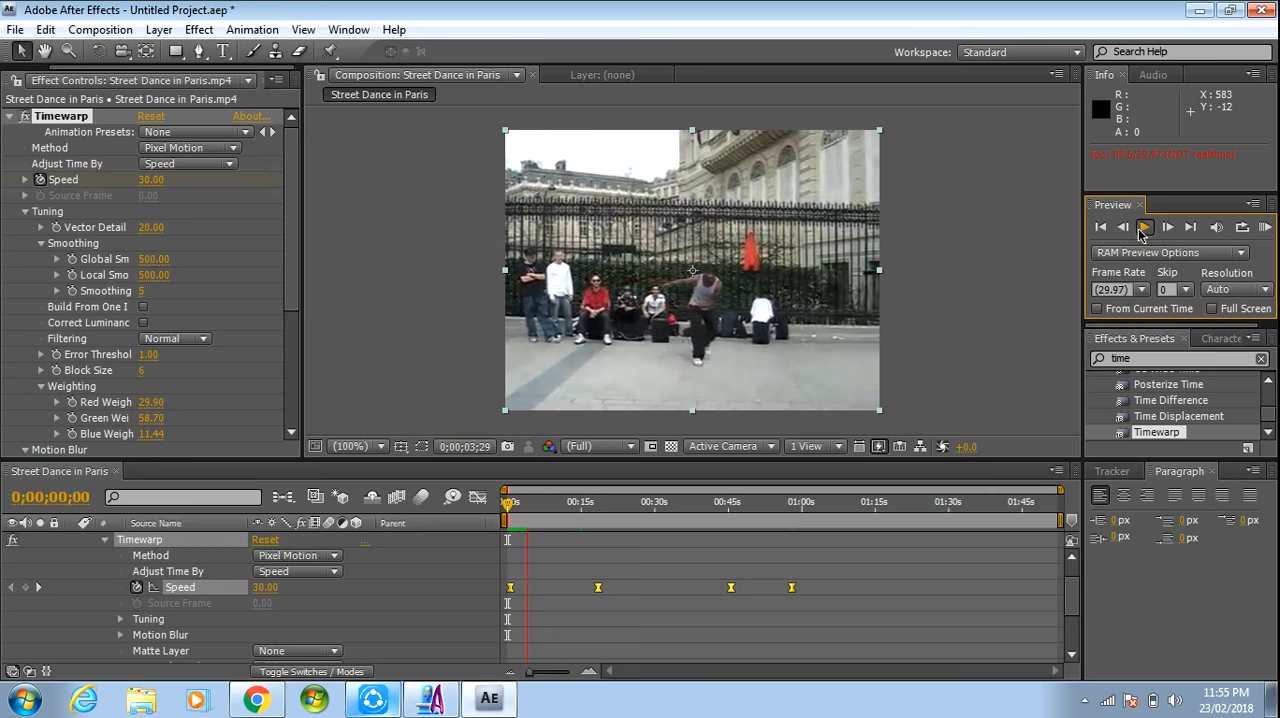 Adobe After Effects - Untitled Project.aep *
File Edit Composition Layer Effect Animation View Window Help
Workspace: Standard Search Help
Effect Controls: Street Dance in Paris.mp4
Composition: Street Dance in Paris
Layer: (none)
Info Audio
Street Dance in Paris • Street Dance in Paris.mp4
Street Dance in Paris
Timewarp Reset About...
Animation Presets: None
Method Pixel Motion
Adjust Time By Speed
Speed 30.00
Source Frame 0.00
Tuning
Vector Detail 20.00
Smoothing
Global Sm 500.00
Local Smo 500.00
Smoothing 5
Build From One I
Correct Luminanc
Filtering Normal
Error Threshol 1.00
Block Size 6
Weighting
Red Weigh 29.90
Green Wei 58.70
Blue Weigh 11.44
Motion Blur
(100%) 0;00;03;29 (Full) Active Camera 1 View +0.0
R:
G:
B:
A: 0
X: 583
Y: -12
Preview
RAM Preview Options
Frame Rate Skip Resolution
(29.97) 0 Auto
From Current Time Full Screen
Effects & Presets Characte
time
Posterize Time
Time Difference
Time Displacement
Timewarp
Street Dance in Paris
0;00;00;00
00:15s 00:30s 00:45s 01:00s 01:15s 01:30s 01:45s
# Source Name Parent
Timewarp Reset ...
Method Pixel Motion
Adjust Time By Speed
Speed 30.00
Source Frame 0.00
Tuning
Motion Blur
Matte Layer None
Toggle Switches / Modes
Tracker Paragraph
0 px 0 px 0 px
0 px 0 px
Ae
11:55 PM
23/02/2018